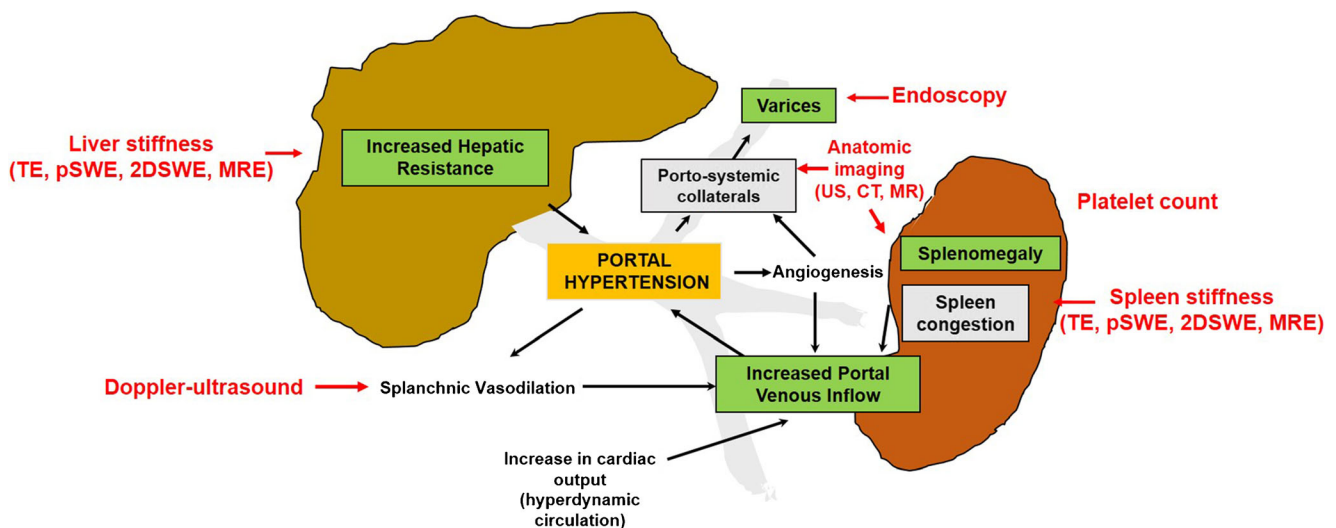 Varices
Endoscopy
Liver stiffness
(TE, pSWE, 2DSWE, MRE)
Increased Hepatic
Resistance
Porto-systemic
collaterals
Anatomic
imaging
(US, CT, MR)
Platelet count
PORTAL
HYPERTENSION
Angiogenesis
Splenomegaly
Spleen
congestion
Spleen stiffness
(TE, pSWE, 2DSWE, MRE)
Doppler-ultrasound
Splanchnic Vasodilation
Increased Portal
Venous Inflow
Increase in cardiac
output
(hyperdynamic
circulation)